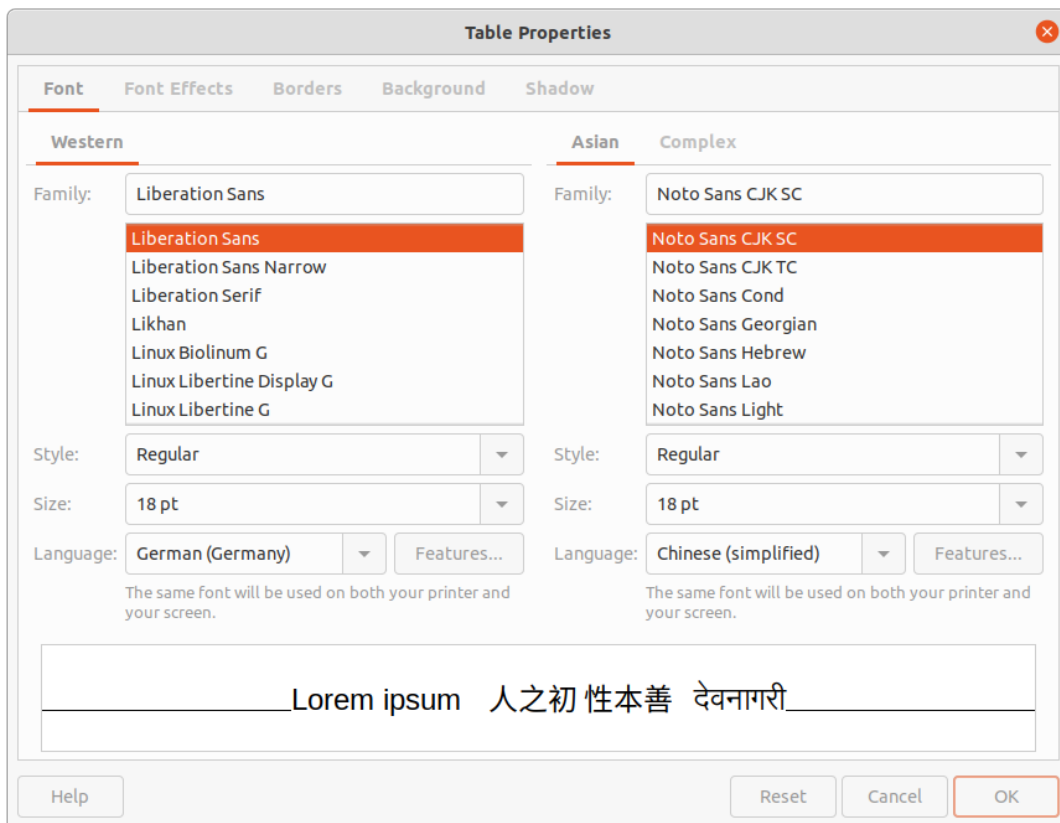 Table Properties
Font Font Effects Borders Background Shadow
Western
Family: Liberation Sans
Liberation Sans
Liberation Sans Narrow
Liberation Serif
Likhan
Linux Biolinum G
Linux Libertine Display G
Linux Libertine G
Style: Regular
Size: 18 pt
Language: German (Germany) Features...
The same font will be used on both your printer and
your screen.
Asian Complex
Family: Noto Sans CJK SC
Noto Sans CJK SC
Noto Sans CJK TC
Noto Sans Cond
Noto Sans Georgian
Noto Sans Hebrew
Noto Sans Lao
Noto Sans Light
Style: Regular
Size: 18 pt
Language: Chinese (simplified) Features...
The same font will be used on both your printer and
your screen.
Lorem ipsum 人之初 性本善 देवनागरी
Help Reset Cancel OK